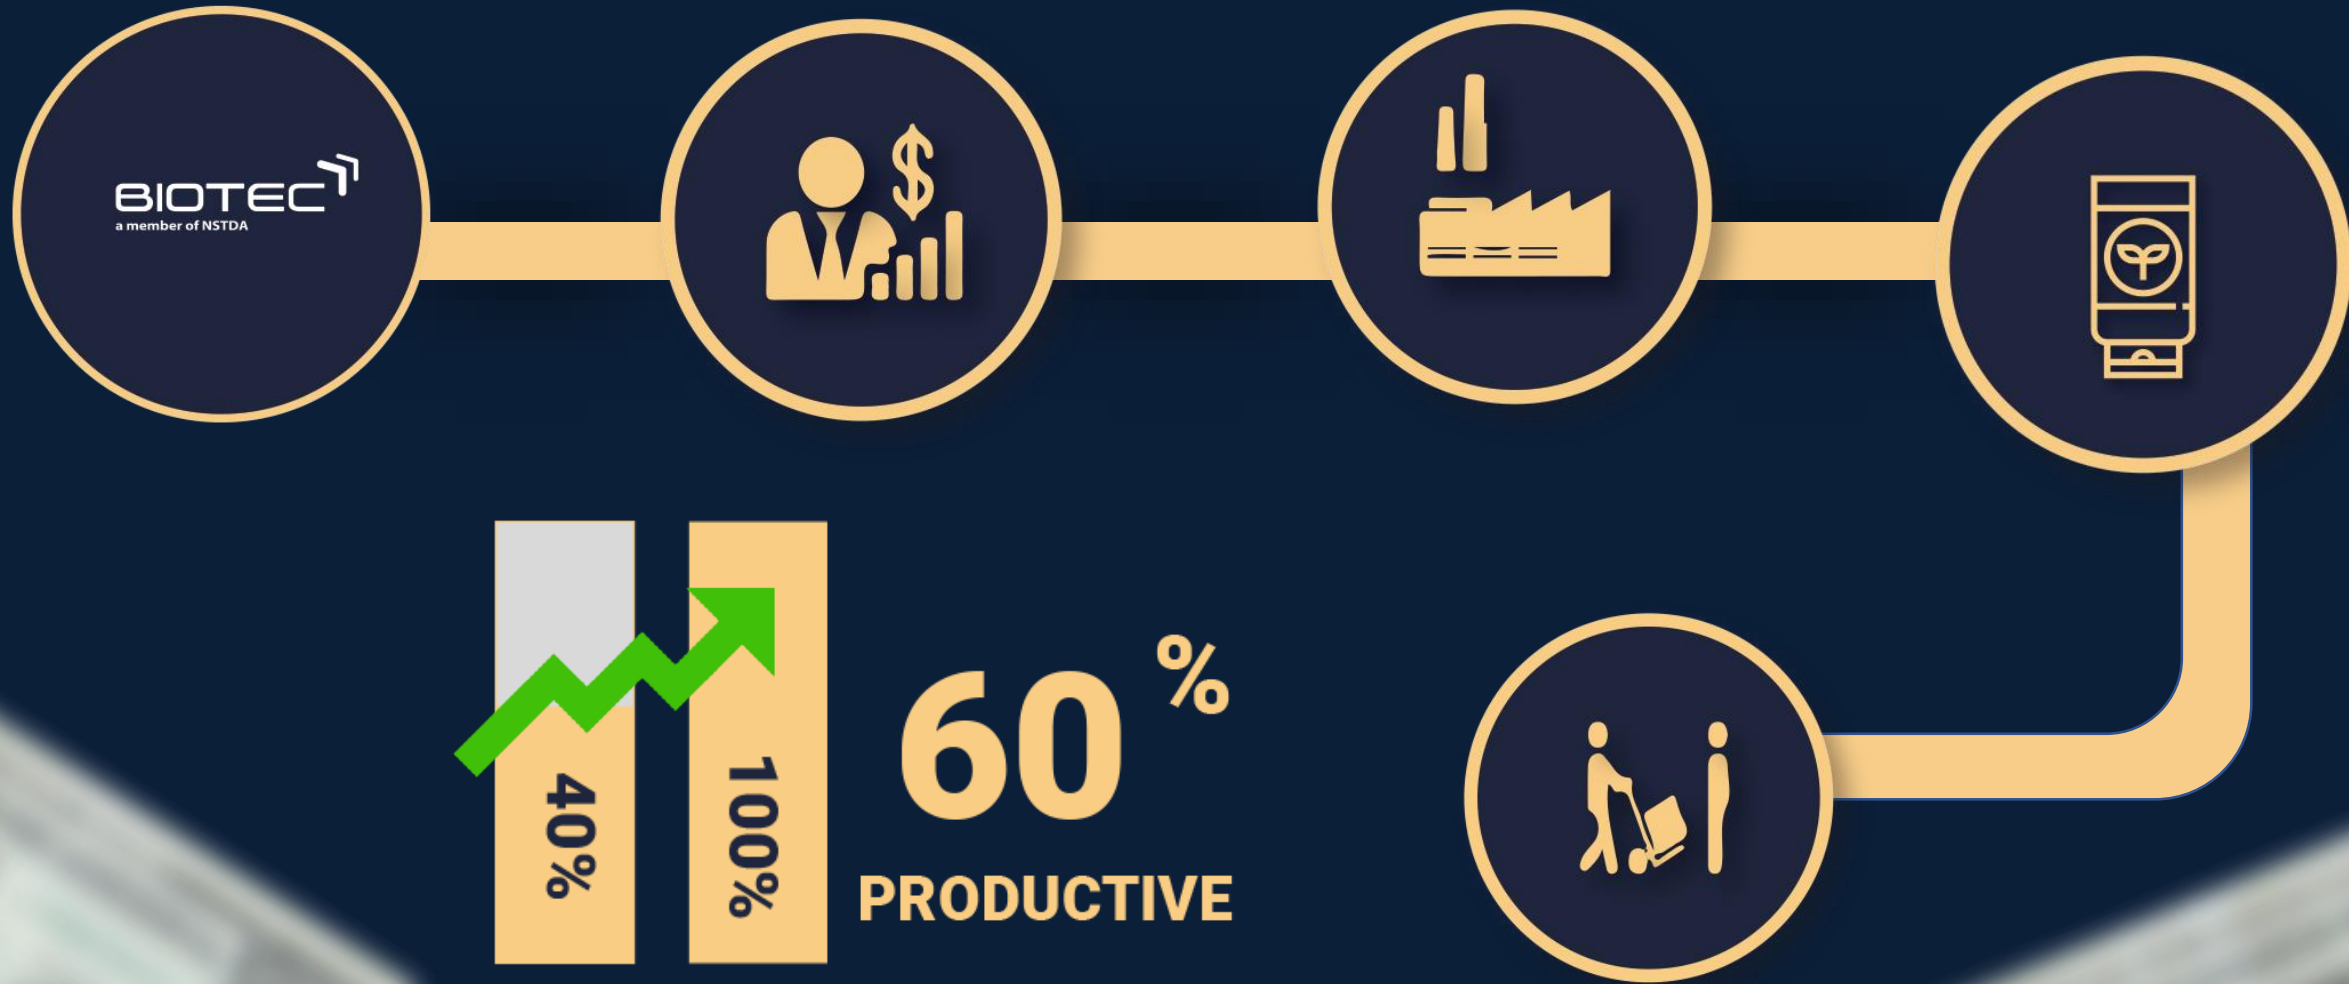 BIOTEC
a member of NSTDA
40%
100%
60%
PRODUCTIVE